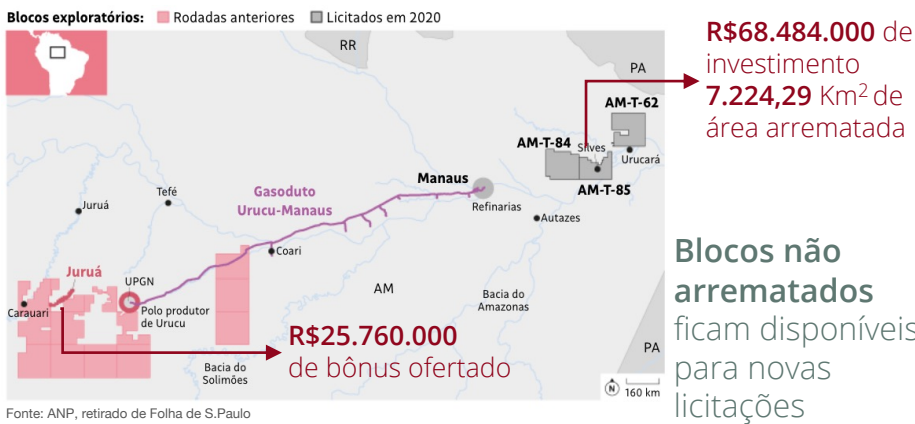 Blocos exploratórios: Rodadas anteriores Licitados em 2020
RR
PA
AM-T-62
AM-T-84
Silves
Urucará
AM-T-85
Manaus
Refinarias
Autazes
Gasoduto
Urucu-Manaus
Tefé
Juruá
Coari
Juruá
UPGN
Carauari
Polo produtor
de Urucu
AM
Bacia do
Amazonas
Bacia do
Solimões
PA
N
160 km
R$25.760.000
de bônus ofertado
R$68.484.000 de
investimento
7.224,29 Km² de
área arrematada
Blocos não
arrematados
ficam disponíveis
para novas
licitações
Fonte: ANP, retirado de Folha de S.Paulo